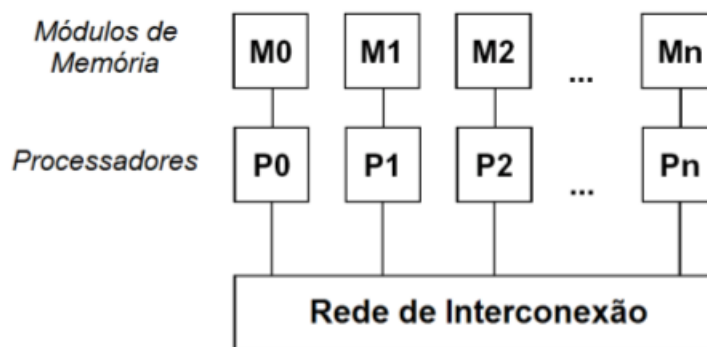 Módulos de
Memória
M0 M1 M2 ... Mn
Processadores
P0 P1 P2 ... Pn
Rede de Interconexão